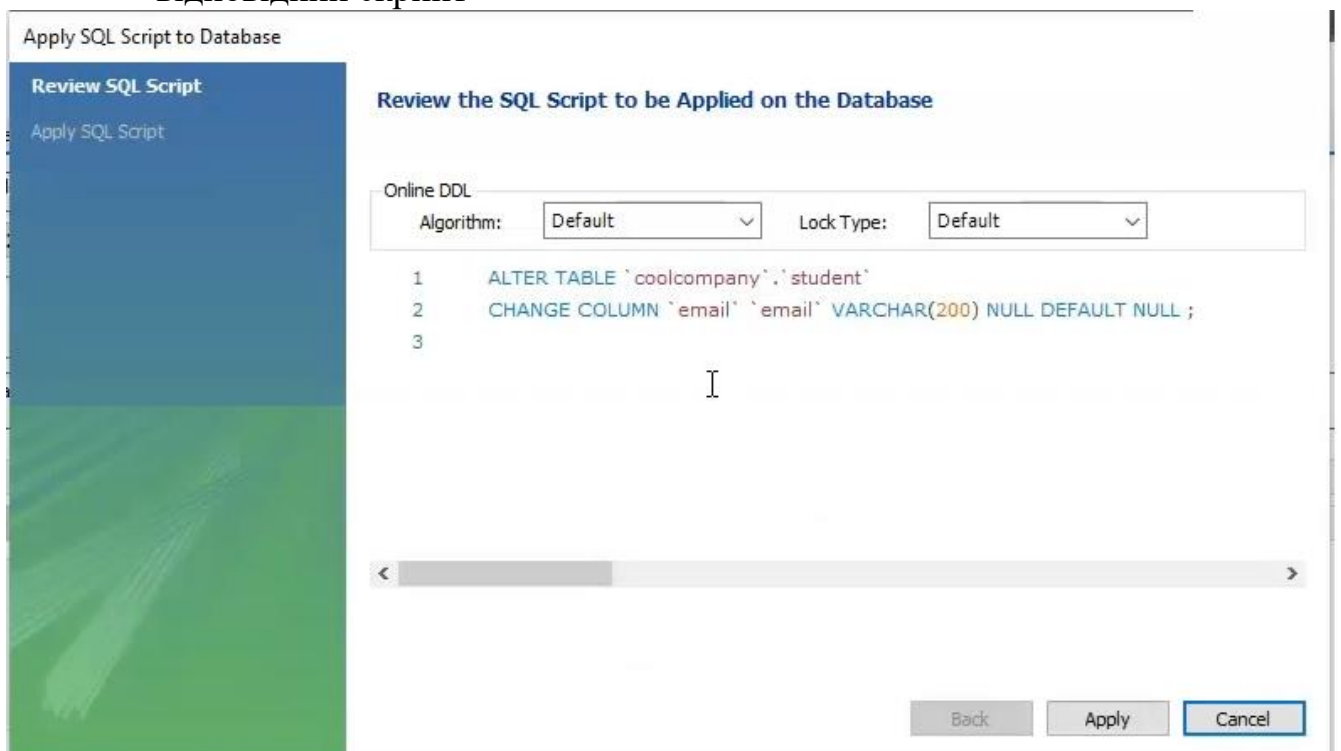 Apply SQL Script to Database
Review SQL Script
Apply SQL Script
Review the SQL Script to be Applied on the Database
Online DDL
Algorithm: Default Lock Type: Default
1 ALTER TABLE `coolcompany`.`student`
2 CHANGE COLUMN `email` `email` VARCHAR(200) NULL DEFAULT NULL ;
3
Back Apply Cancel